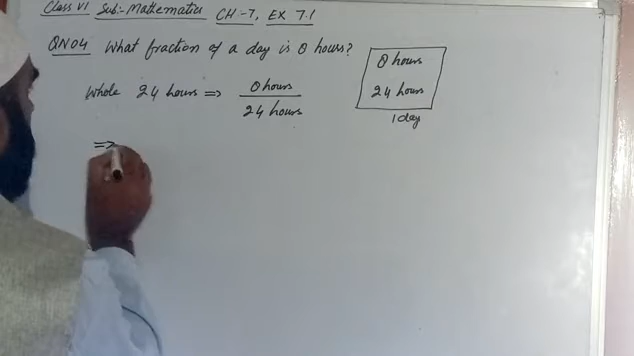 Class VI Sub:- Mathematics CH-7, EX 7.1
QN04 What fraction of a day is 8 hours?
8 hours
24 hours
1 day
Whole 24 hours ⇒ 8 hours / 24 hours
⇒